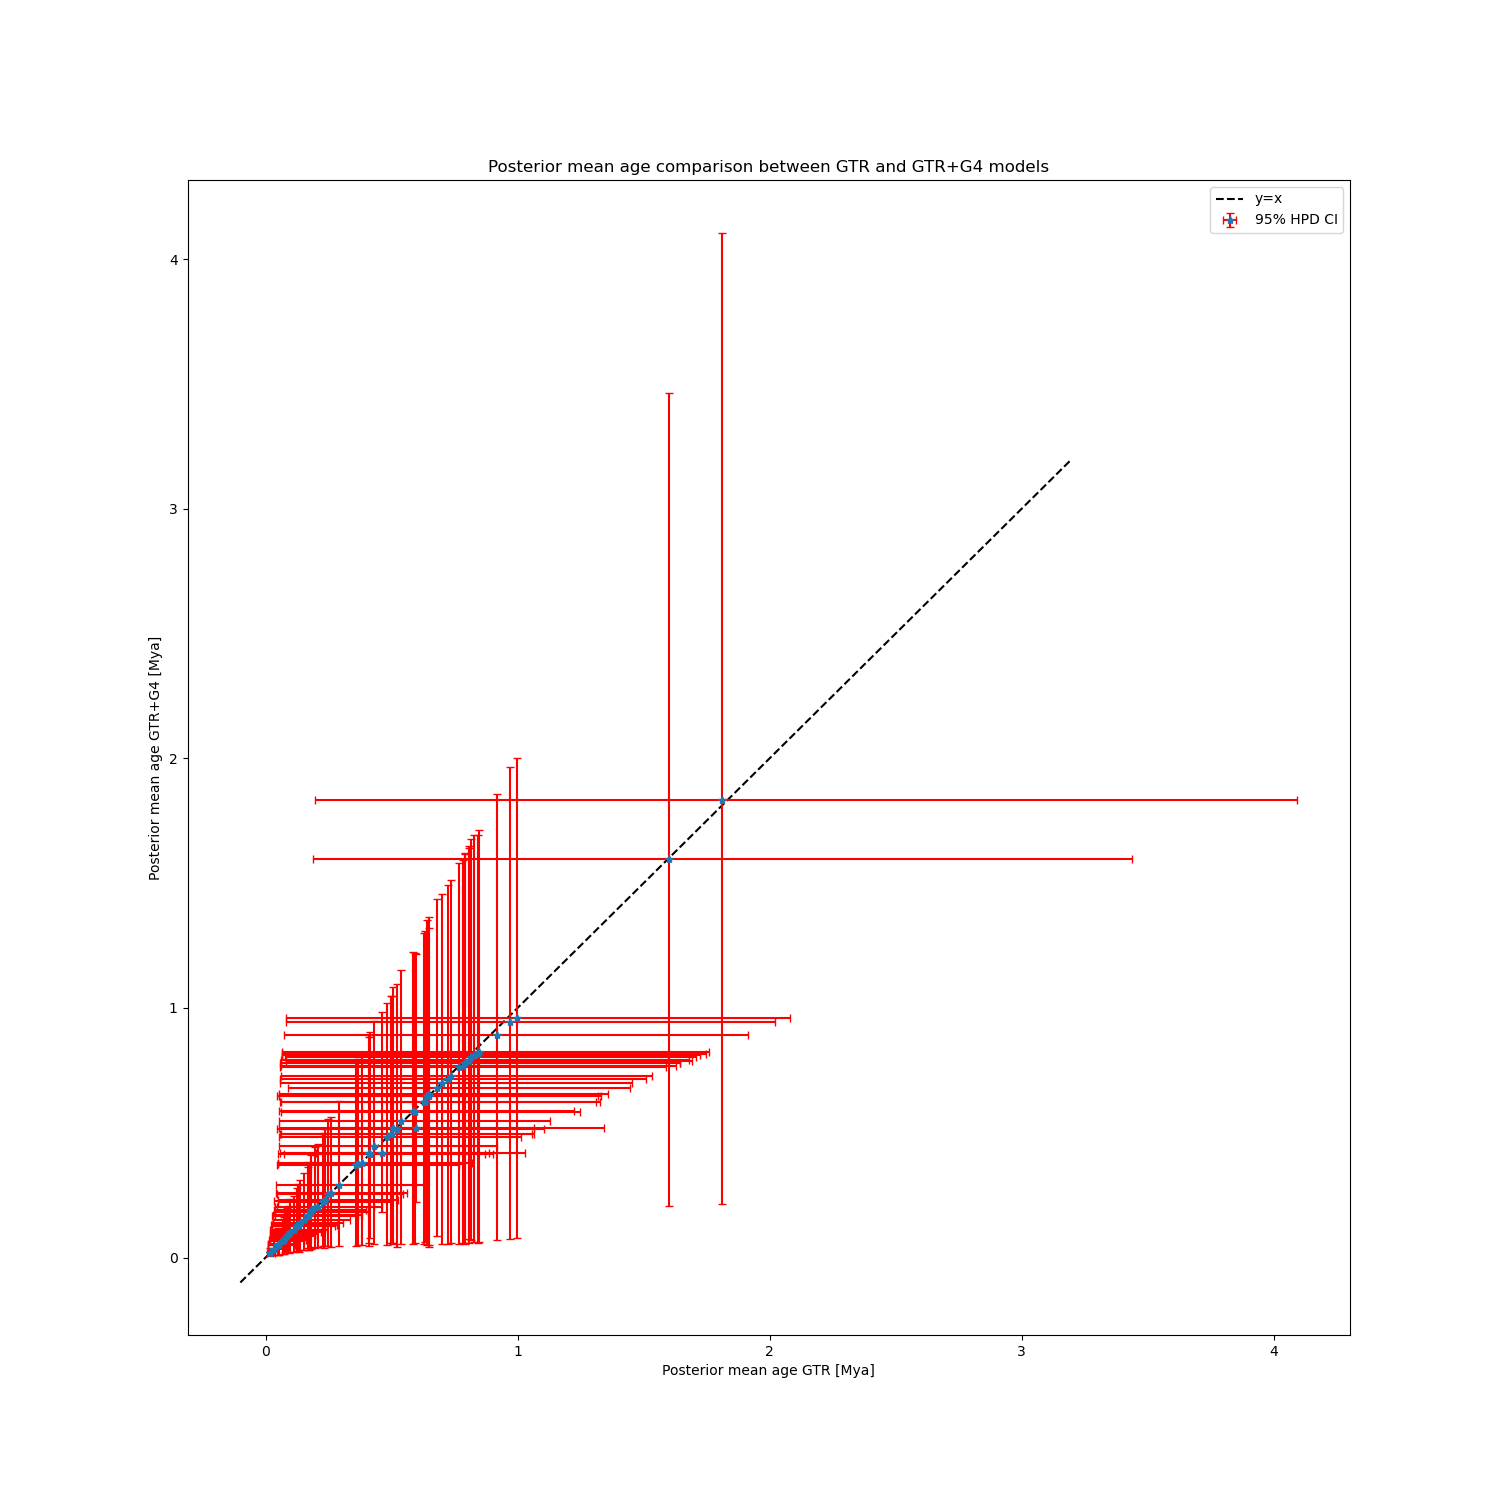 Posterior mean age comparison between GTR and GTR+G4 models
y=x
95% HPD CI
4
3
2
1
0
Posterior mean age GTR+G4 [Mya]
0 1 2 3 4
Posterior mean age GTR [Mya]